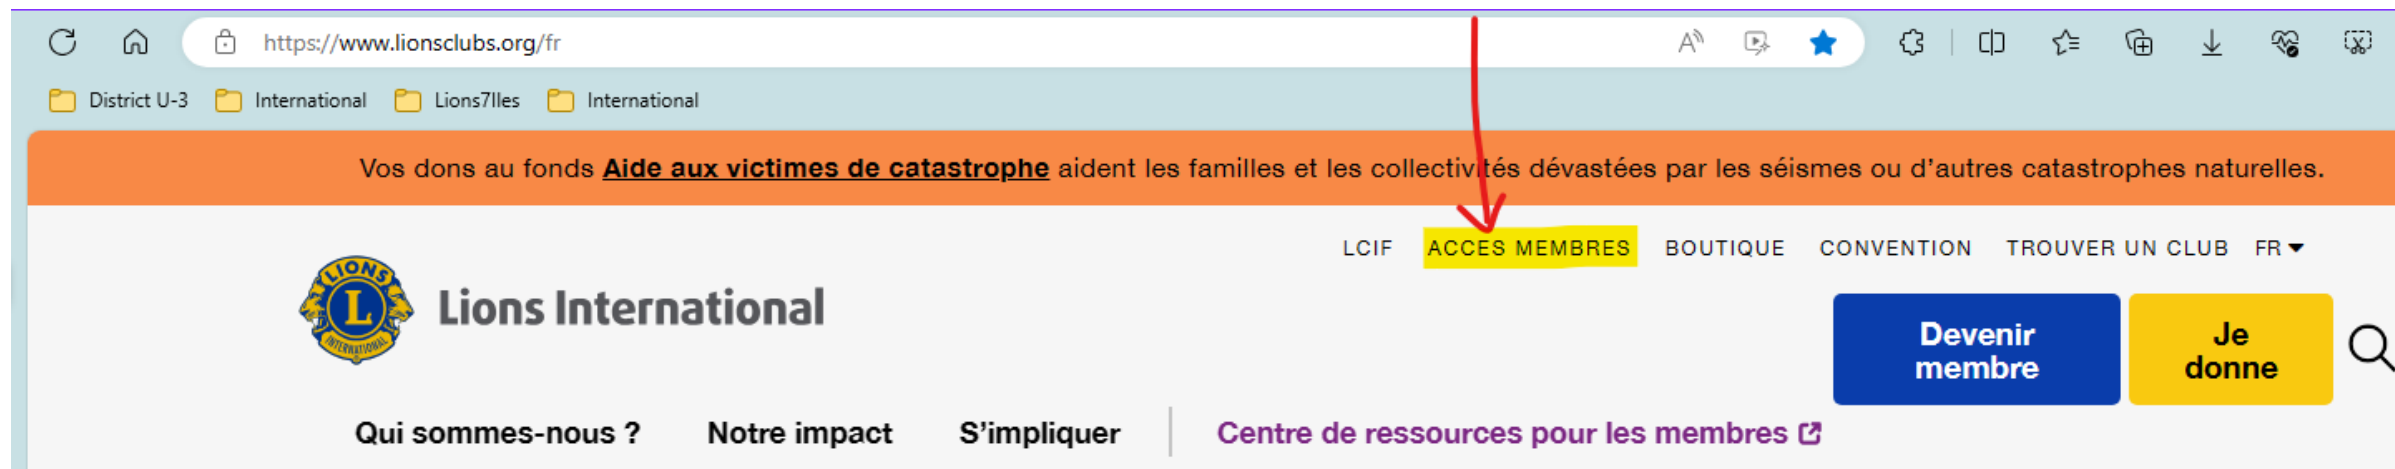 https://www.lionsclubs.org/fr
District U-3 International Lions7Iles International
Vos dons au fonds Aide aux victimes de catastrophe aident les familles et les collectivités dévastées par les séismes ou d'autres catastrophes naturelles.
LCIF ACCES MEMBRES BOUTIQUE CONVENTION TROUVER UN CLUB FR
LIONS
L
INTERNATIONAL
Lions International
Devenir
membre
Je
donne
Qui sommes-nous ? Notre impact S'impliquer Centre de ressources pour les membres